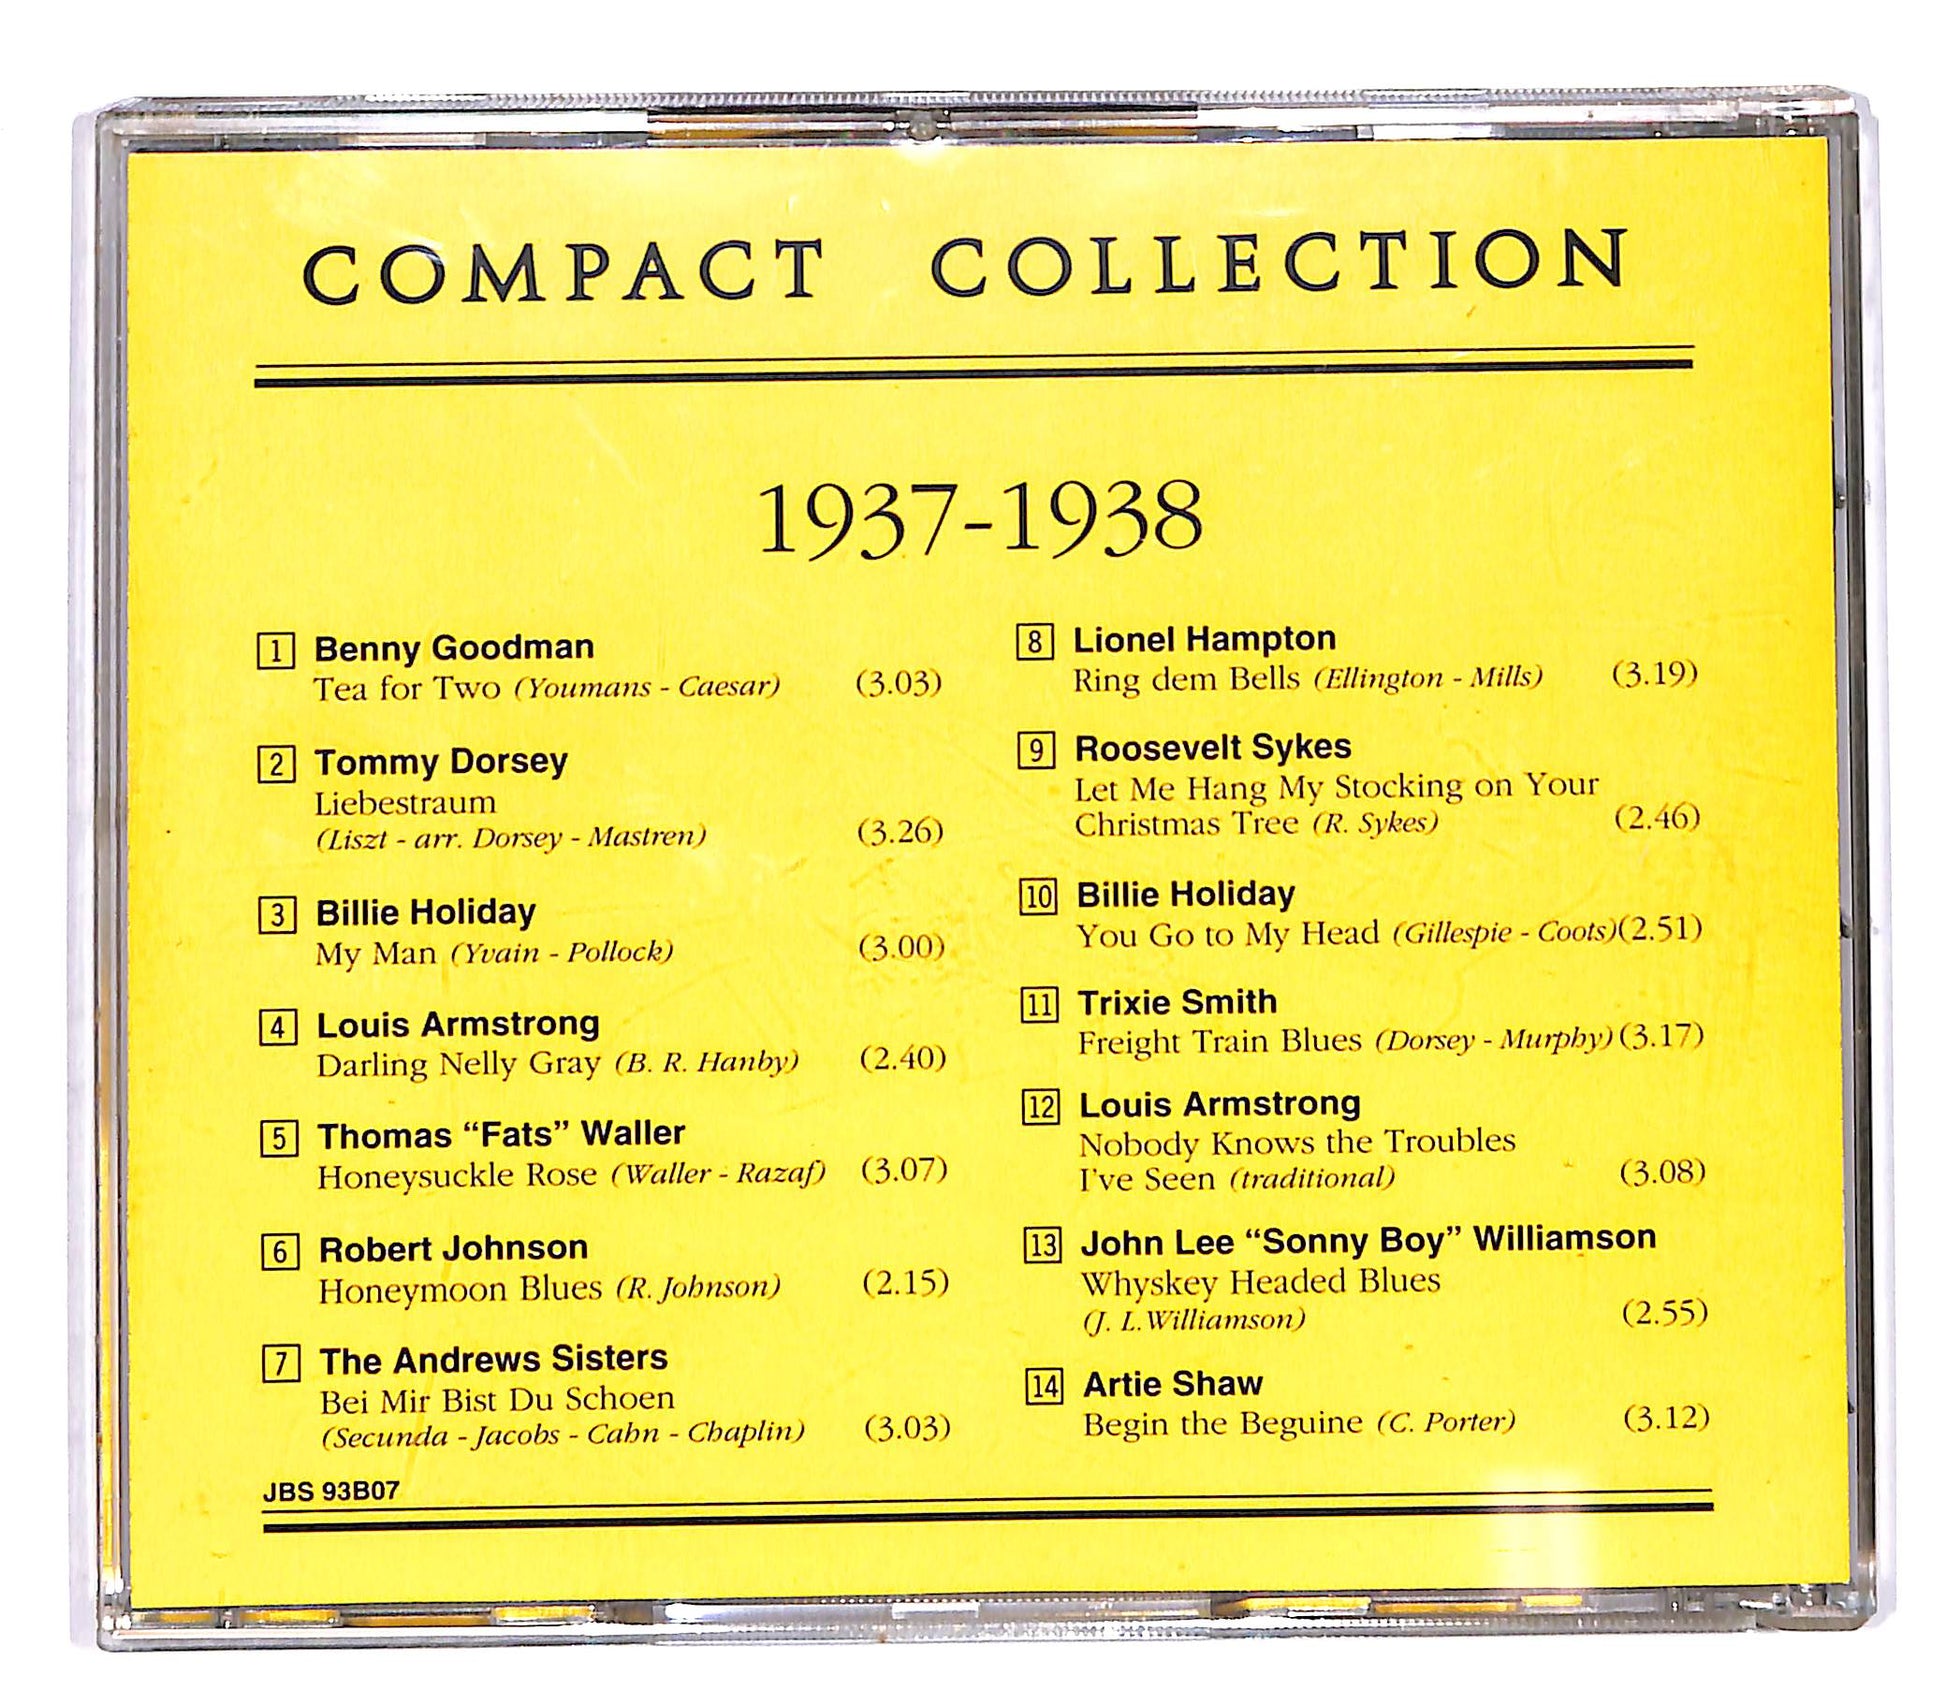 COMPACT COLLECTION
1937-1938
1 Benny Goodman
Tea for Two (Youmans - Caesar) (3.03)
2 Tommy Dorsey
Liebestraum
(Liszt - arr. Dorsey - Mastren) (3.26)
3 Billie Holiday
My Man (Yvain - Pollock) (3.00)
4 Louis Armstrong
Darling Nelly Gray (B. R. Hanby) (2.40)
5 Thomas “Fats” Waller
Honeysuckle Rose (Waller - Razaf) (3.07)
6 Robert Johnson
Honeymoon Blues (R. Johnson) (2.15)
7 The Andrews Sisters
Bei Mir Bist Du Schoen
(Secunda - Jacobs - Cahn - Chaplin) (3.03)
8 Lionel Hampton
Ring dem Bells (Ellington - Mills) (3.19)
9 Roosevelt Sykes
Let Me Hang My Stocking on Your
Christmas Tree (R. Sykes) (2.46)
10 Billie Holiday
You Go to My Head (Gillespie - Coots) (2.51)
11 Trixie Smith
Freight Train Blues (Dorsey - Murphy) (3.17)
12 Louis Armstrong
Nobody Knows the Troubles
I've Seen (traditional) (3.08)
13 John Lee “Sonny Boy” Williamson
Whyskey Headed Blues
(J. L. Williamson) (2.55)
14 Artie Shaw
Begin the Beguine (C. Porter) (3.12)
JBS 93B07